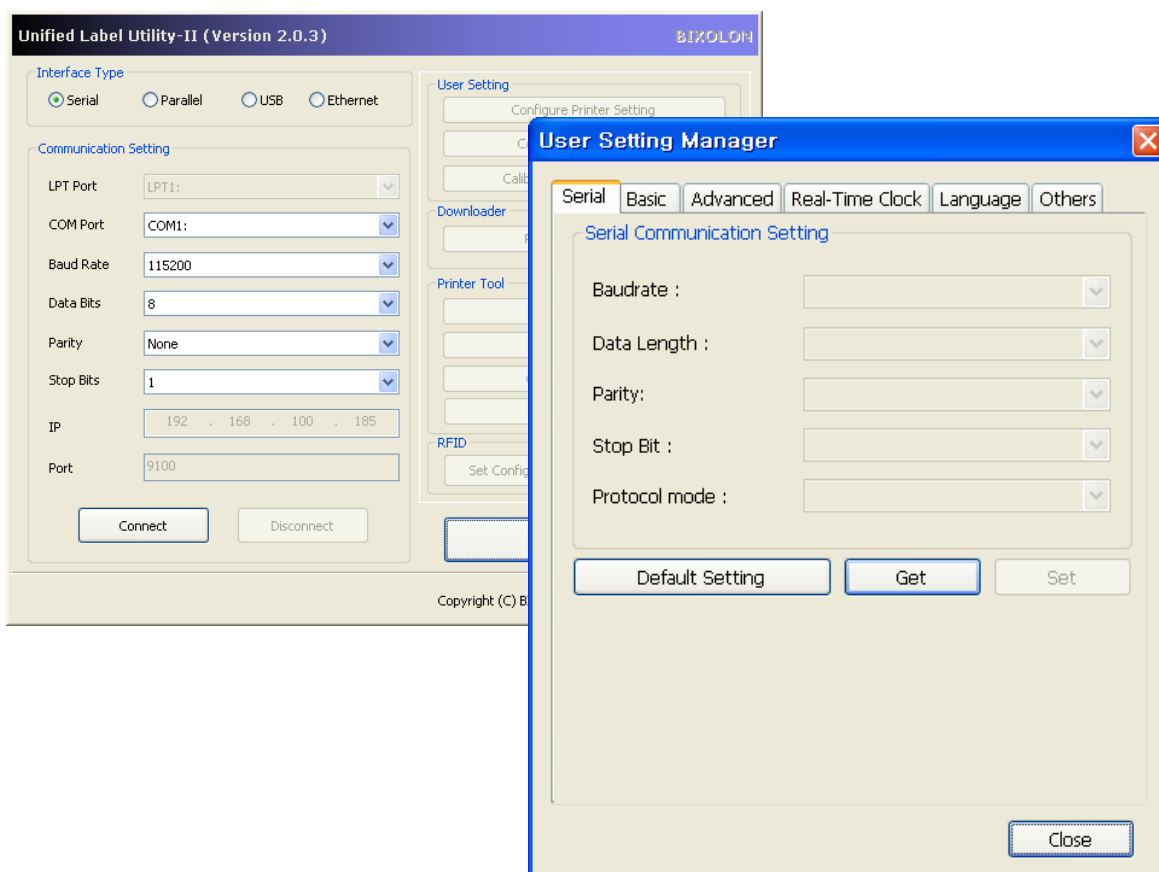 Unified Label Utility-II (Version 2.0.3)
BIXOLON
Interface Type
Serial
Parallel
USB
Ethernet
Communication Setting
LPT Port
LPT1:
COM Port
COM1:
Baud Rate
115200
Data Bits
8
Parity
None
Stop Bits
1
IP
192 . 168 . 100 . 185
Port
9100
Connect
Disconnect
User Setting
Configure Printer Setting
Downloader
Printer Tool
RFID
Copyright (C)
User Setting Manager
Serial
Basic
Advanced
Real-Time Clock
Language
Others
Serial Communication Setting
Baudrate :
Data Length :
Parity:
Stop Bit :
Protocol mode :
Default Setting
Get
Set
Close